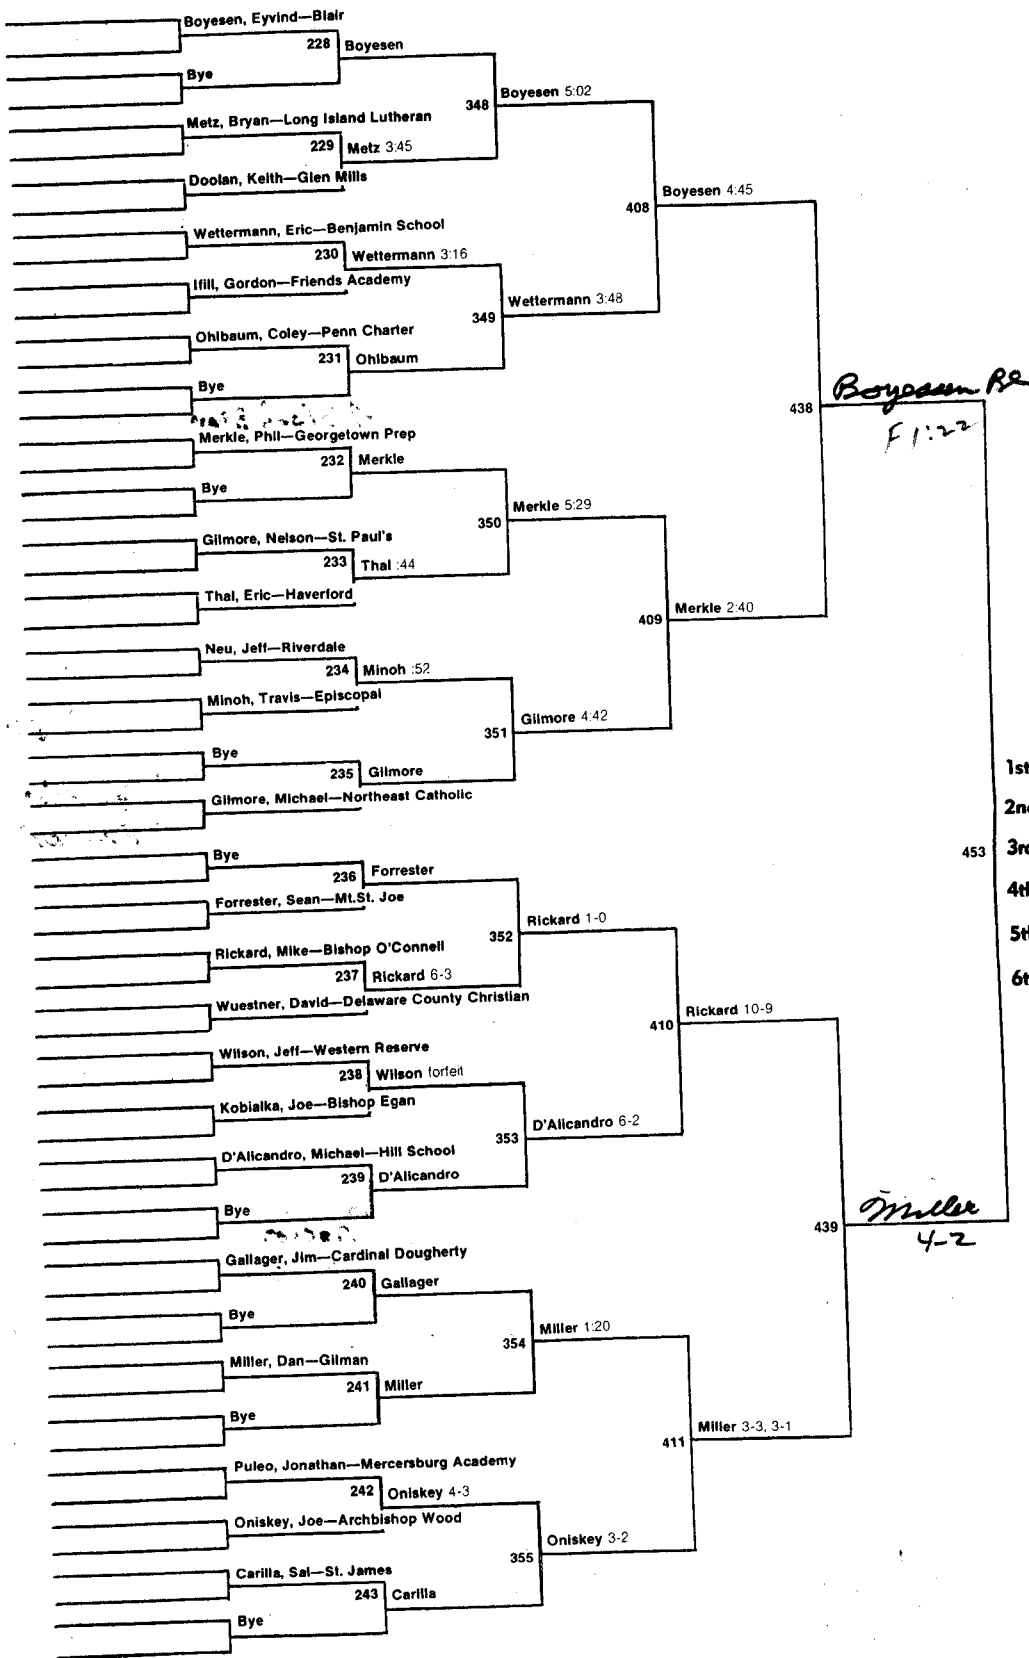 Boyesen, Eyvind—Blair
228 Boyesen
Bye
348 Boyesen 5:02
Metz, Bryan—Long Island Lutheran
229 Metz 3:45
Doolan, Keith—Glen Mills
408 Boyesen 4:45
Wettermann, Eric—Benjamin School
230 Wettermann 3:16
Ifill, Gordon—Friends Academy
349 Wettermann 3:48
Ohlbaum, Coley—Penn Charter
231 Ohlbaum
Bye
438 Boyesen
F 1:22
Merkle, Phil—Georgetown Prep
232 Merkle
Bye
350 Merkle 5:29
Gilmore, Nelson—St. Paul's
233 Thal :44
Thal, Eric—Haverford
409 Merkle 2:40
Neu, Jeff—Riverdale
234 Minoh :52
Minoh, Travis—Episcopal
351 Gilmore 4:42
Bye
235 Gilmore
Gilmore, Michael—Northeast Catholic
1st
2nd
453 3rd
4th
5th
6t
Bye
236 Forrester
Forrester, Sean—Mt.St. Joe
352 Rickard 1-0
Rickard, Mike—Bishop O'Connell
237 Rickard 6-3
Wuestner, David—Delaware County Christian
410 Rickard 10-9
Wilson, Jeff—Western Reserve
238 Wilson forfeit
Kobialka, Joe—Bishop Egan
353 D'Alicandro 6-2
D'Alicandro, Michael—Hill School
239 D'Alicandro
Bye
439 Miller
4-2
Gallager, Jim—Cardinal Dougherty
240 Gallager
Bye
354 Miller 1:20
Miller, Dan—Gilman
241 Miller
Bye
411 Miller 3-3, 3-1
Puleo, Jonathan—Mercersburg Academy
242 Oniskey 4-3
Oniskey, Joe—Archbishop Wood
355 Oniskey 3-2
Carilla, Sal—St. James
243 Carilla
Bye